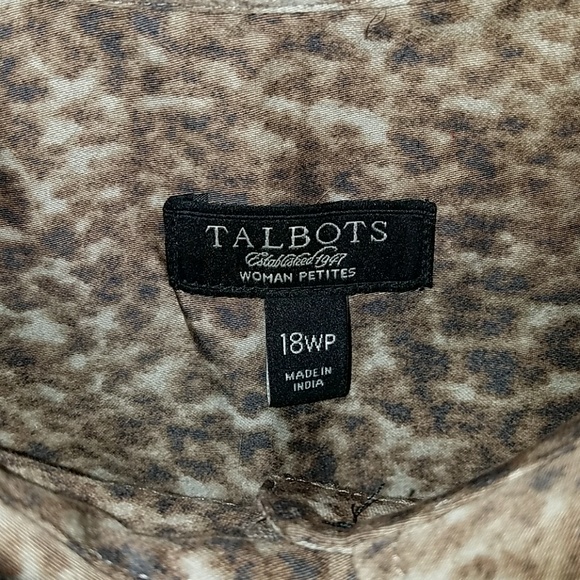 TALBOTS
Established 1947
WOMAN PETITES
18WP
MADE IN
INDIA